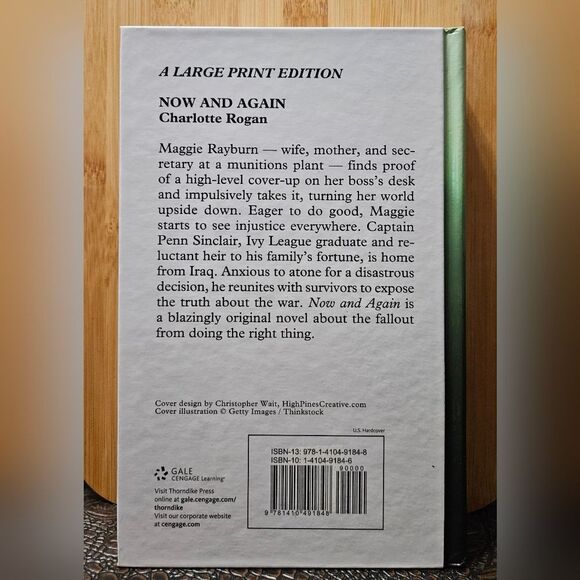 A LARGE PRINT EDITION
NOW AND AGAIN
Charlotte Rogan
Maggie Rayburn — wife, mother, and sec-
retary at a munitions plant — finds proof
of a high-level cover-up on her boss's desk
and impulsively takes it, turning her world
upside down. Eager to do good, Maggie
starts to see injustice everywhere. Captain
Penn Sinclair, Ivy League graduate and re-
luctant heir to his family's fortune, is home
from Iraq. Anxious to atone for a disastrous
decision, he reunites with survivors to expose
the truth about the war. Now and Again is
a blazingly original novel about the fallout
from doing the right thing.
Cover design by Christopher Wait, HighPinesCreative.com
Cover illustration © Getty Images / Thinkstock
U.S. Hardcover
ISBN-13: 978-1-4104-9184-8
ISBN-10: 1-4104-9184-6
90000
9 781410 491848
GALE
CENGAGE Learning®
Visit Thorndike Press
online at gale.cengage.com/
thorndike
Visit our corporate website
at cengage.com